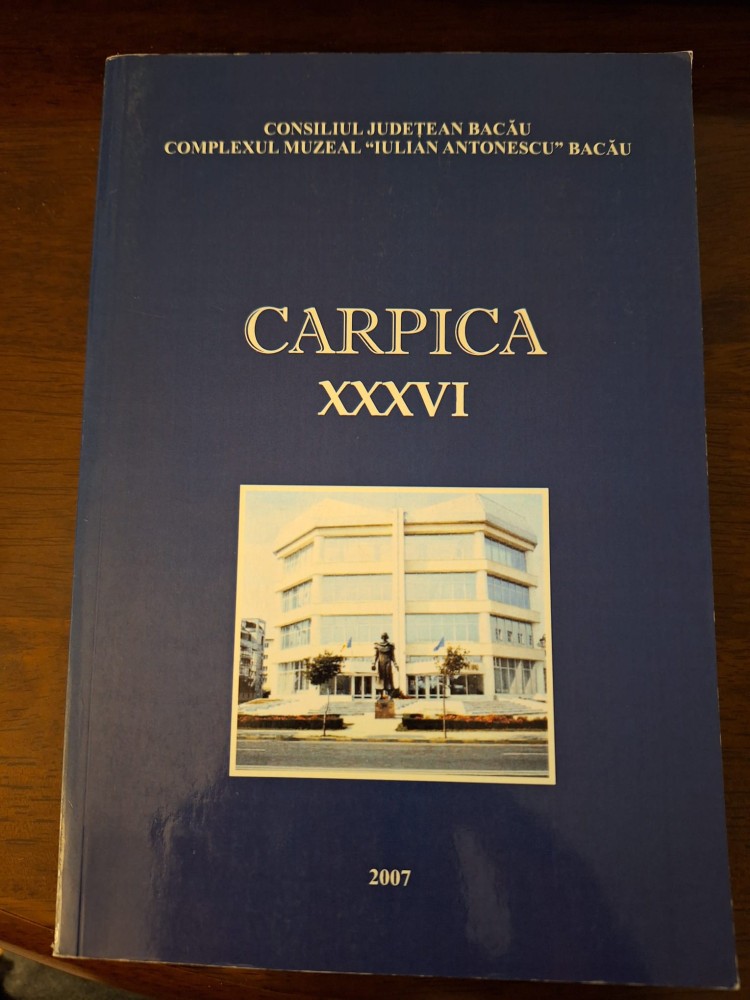 CONSILIUL JUDEȚEAN BACĂU
COMPLEXUL MUZEAL “IULIAN ANTONESCU” BACĂU
CARPICA
XXXVI
2007